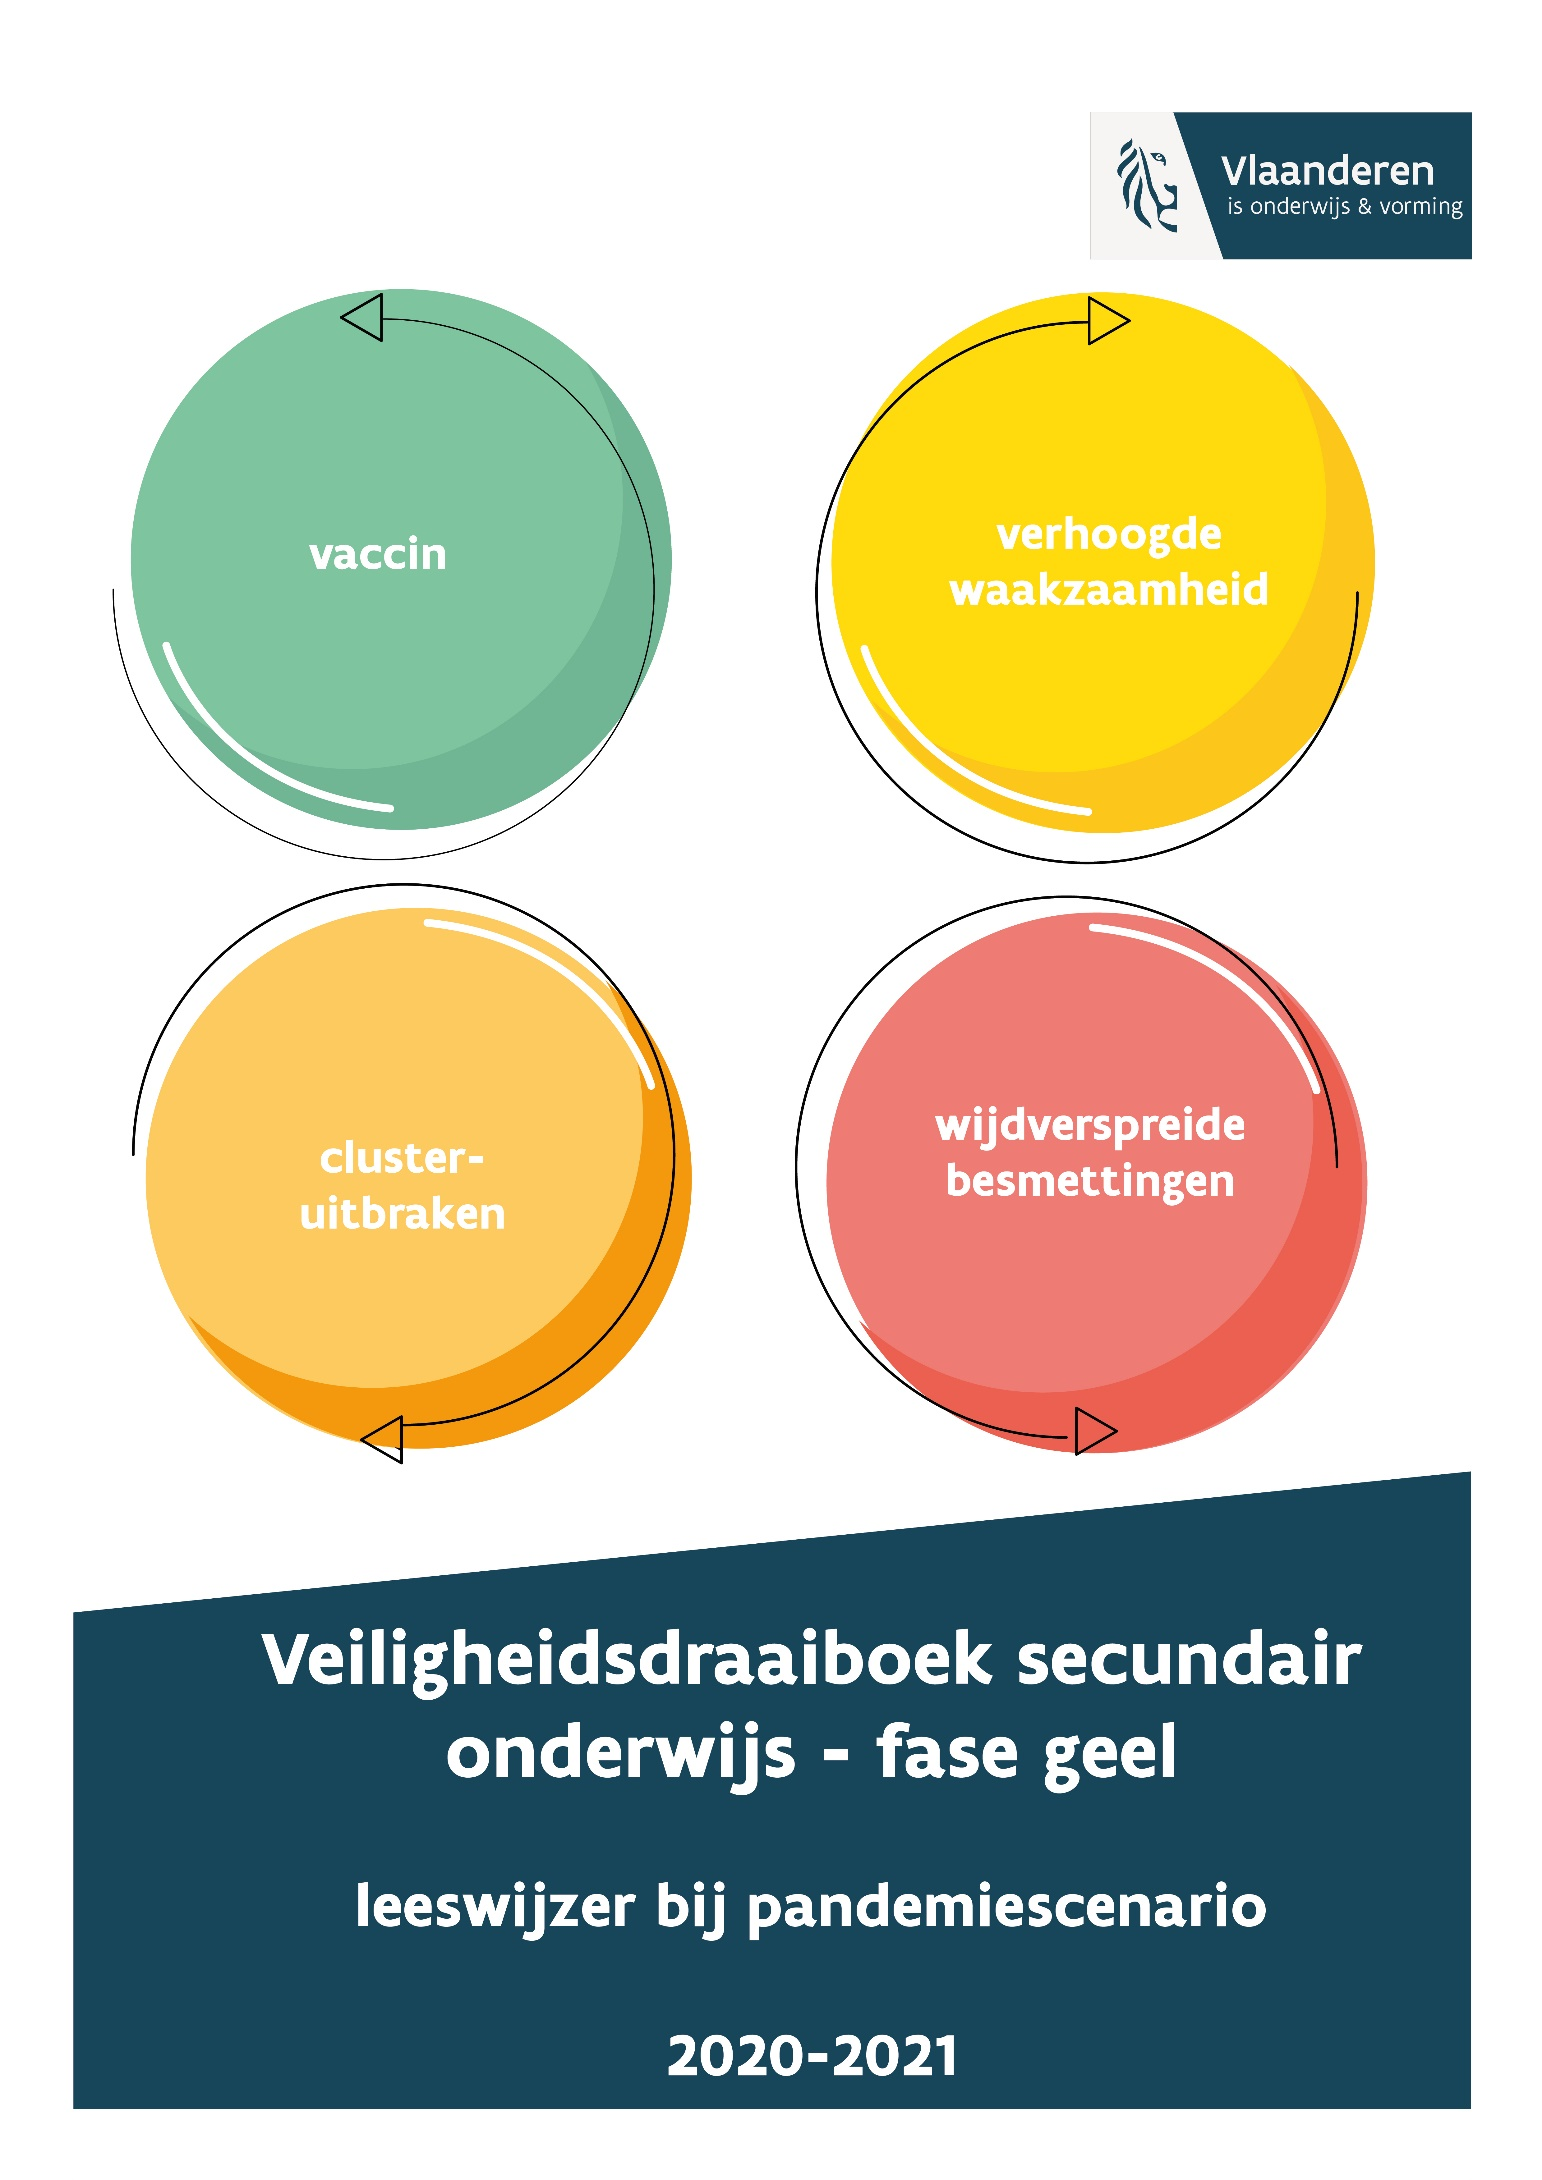 Vlaanderen
is onderwijs & vorming
vaccin
verhoogde
waakzaamheid
cluster-
uitbraken
wijdverspreide
besmettingen
Veiligheidsdraaiboek secundair
onderwijs - fase geel
leeswijzer bij pandemiescenario
2020-2021